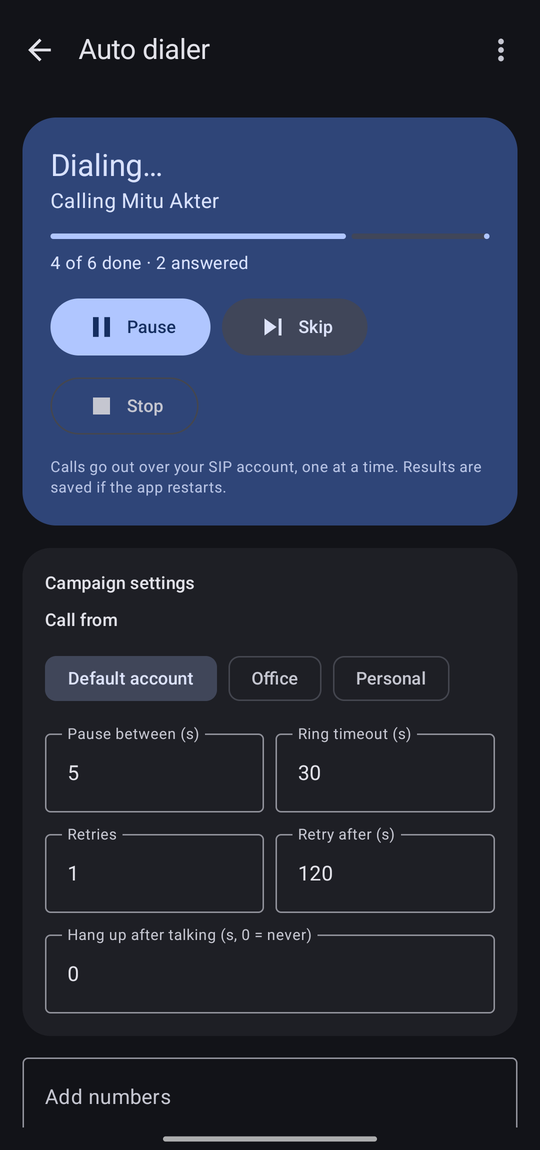 Auto dialer
Dialing…
Calling Mitu Akter
4 of 6 done · 2 answered
Pause
Skip
Stop
Calls go out over your SIP account, one at a time. Results are
saved if the app restarts.
Campaign settings
Call from
Default account
Office
Personal
Pause between (s)
Ring timeout (s)
5
30
Retries
Retry after (s)
1
120
Hang up after talking (s, 0 = never)
0
Add numbers